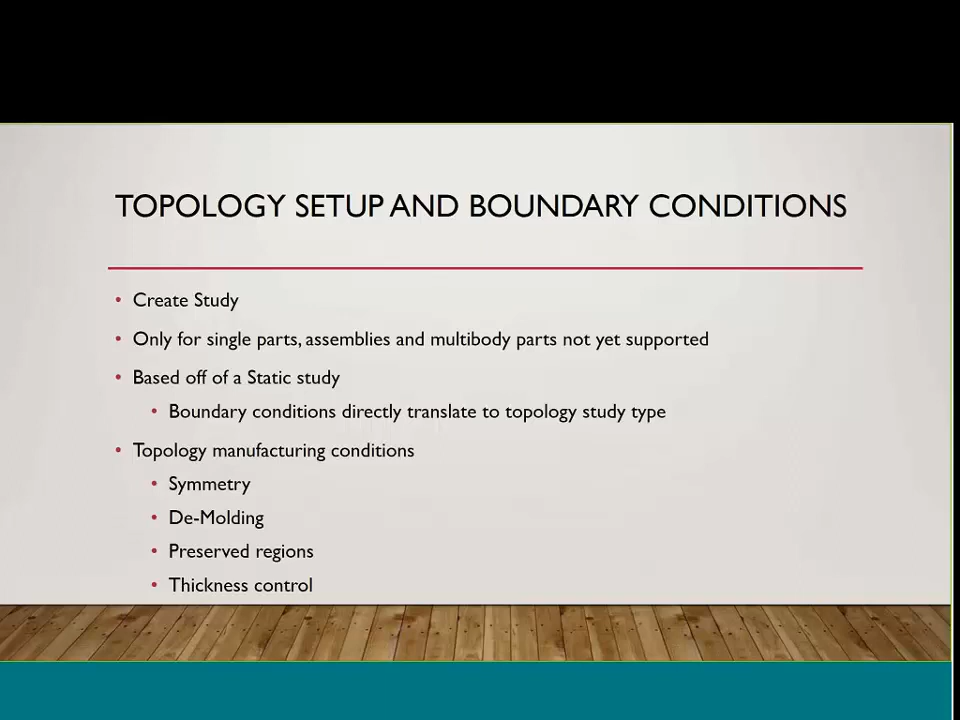 TOPOLOGY SETUP AND BOUNDARY CONDITIONS
• Create Study
• Only for single parts, assemblies and multibody parts not yet supported
• Based off of a Static study
• Boundary conditions directly translate to topology study type
• Topology manufacturing conditions
• Symmetry
• De-Molding
• Preserved regions
• Thickness control